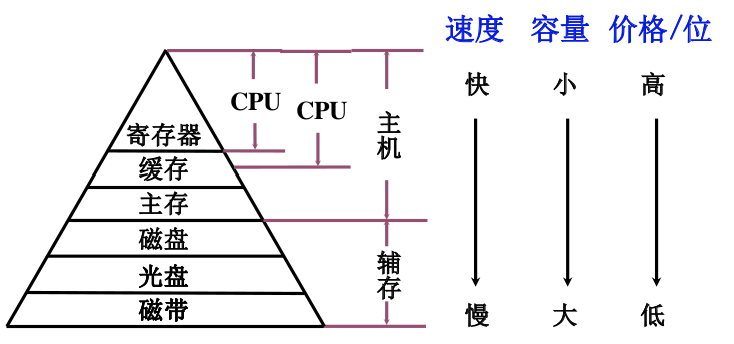 速度 容量 价格/位
快 小 高
CPU CPU
主机
寄存器
缓存
主存
磁盘
辅存
光盘
磁带
慢 大 低